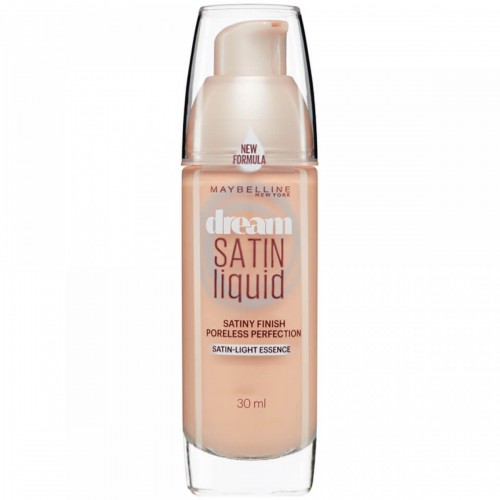 NEW
FORMULA
MAYBELLINE
NEW YORK
dream
SATIN
liquid
SATINY FINISH
PORELESS PERFECTION
SATIN-LIGHT ESSENCE
30 ml